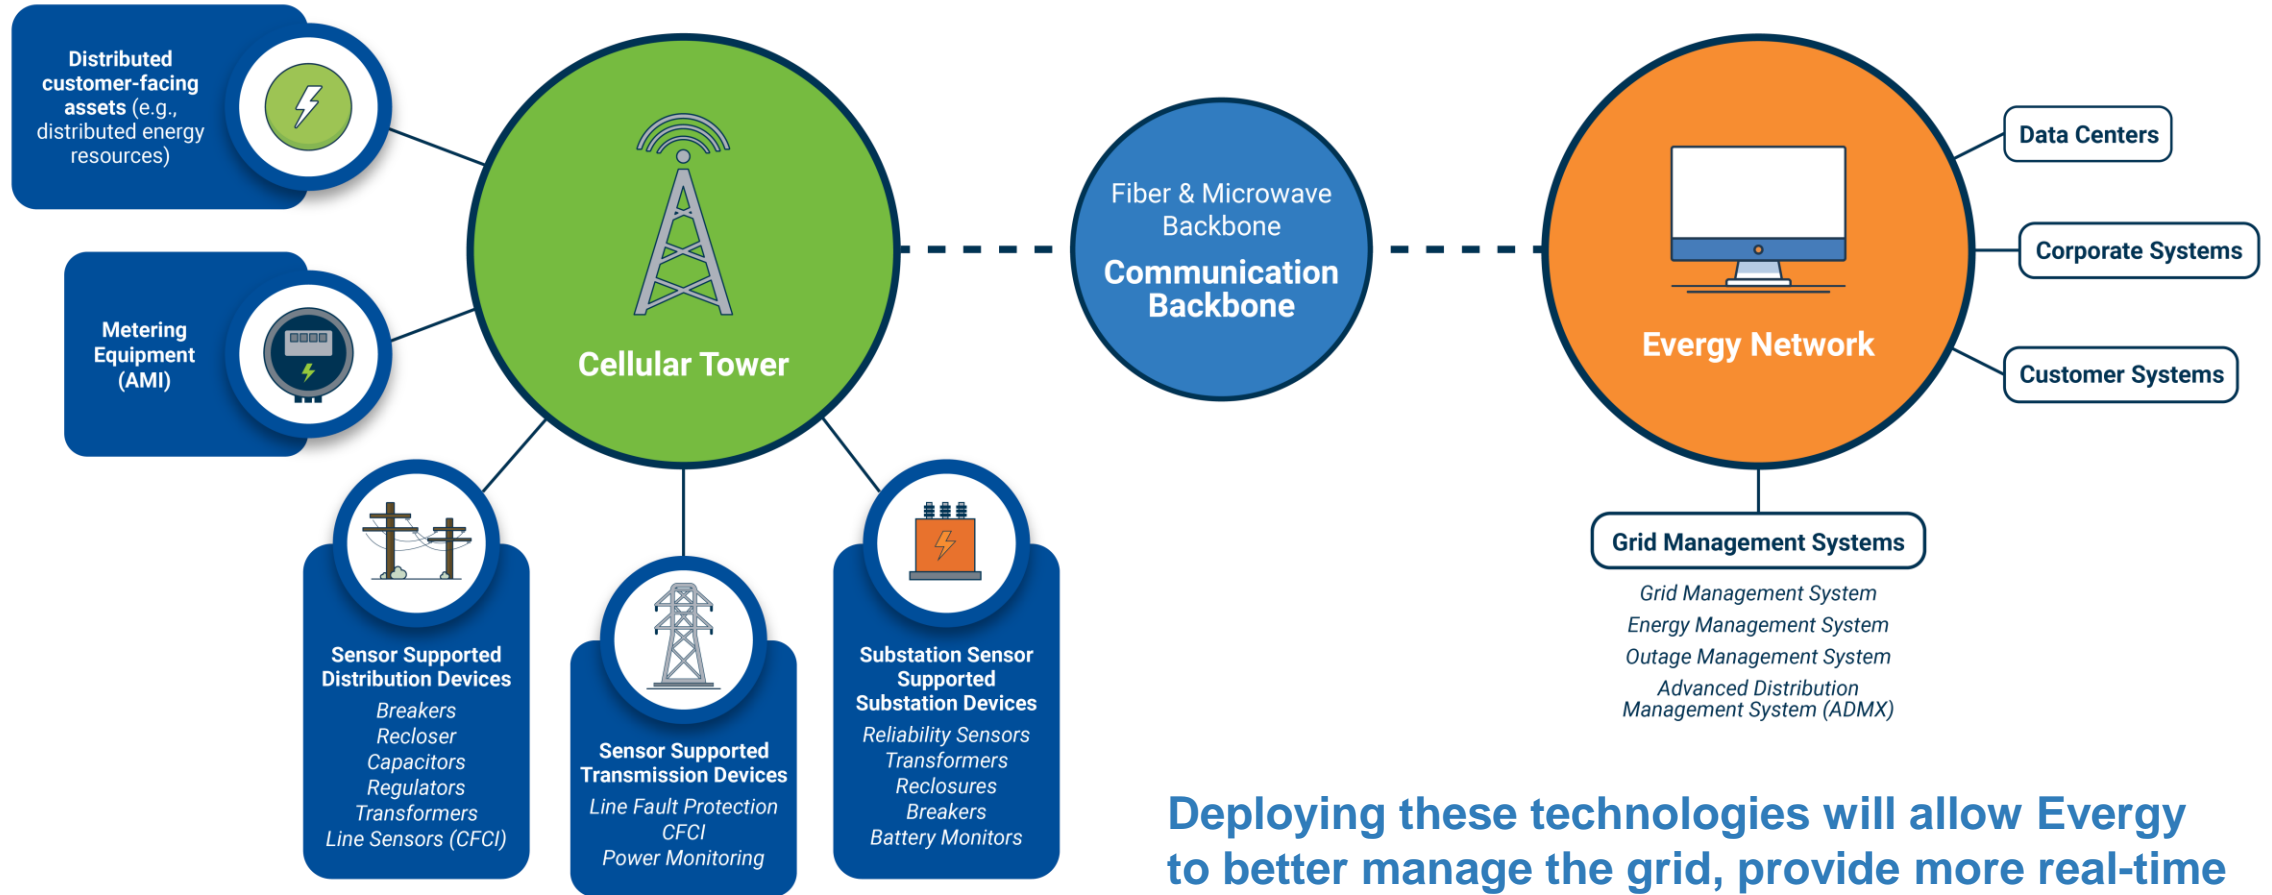 Distributed
customer-facing
assets (e.g.,
distributed energy
resources)
Metering
Equipment
(AMI)
Cellular Tower
Sensor Supported
Distribution Devices
Breakers
Recloser
Capacitors
Regulators
Transformers
Line Sensors (CFCI)
Sensor Supported
Transmission Devices
Line Fault Protection
CFCI
Power Monitoring
Substation Sensor
Supported
Substation Devices
Reliability Sensors
Transformers
Reclosures
Breakers
Battery Monitors
Fiber & Microwave
Backbone
Communication
Backbone
Evergy Network
Data Centers
Corporate Systems
Customer Systems
Grid Management Systems
Grid Management System
Energy Management System
Outage Management System
Advanced Distribution
Management System (ADMX)
Deploying these technologies will allow Evergy
to better manage the grid, provide more real-time